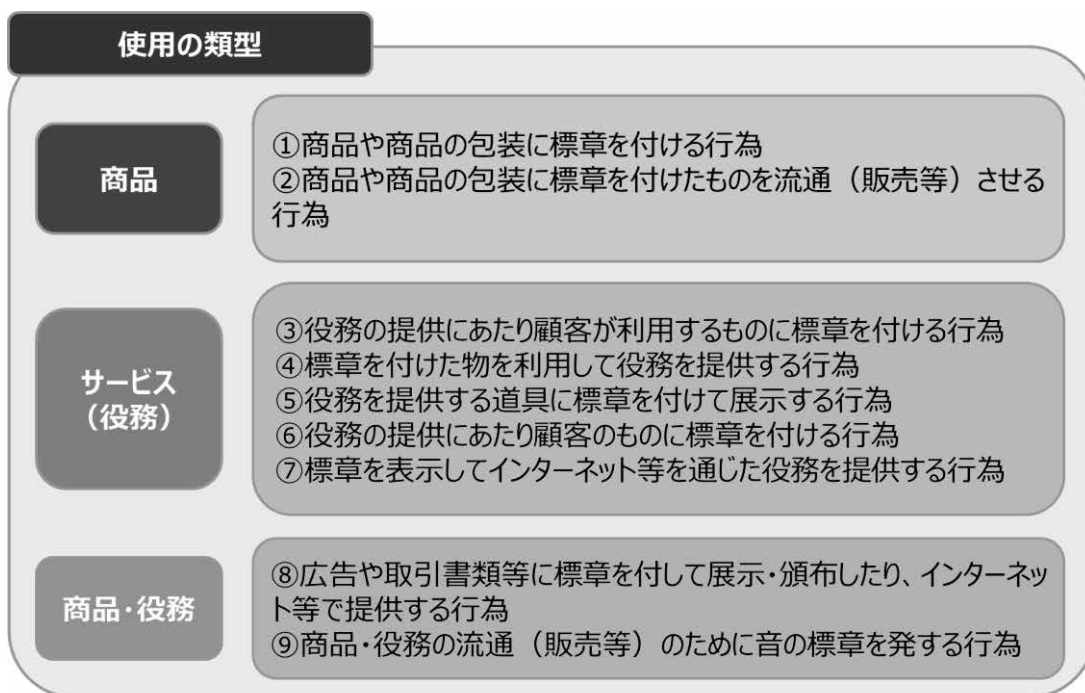 使用の類型
商品
①商品や商品の包装に標章を付ける行為
②商品や商品の包装に標章を付けたものを流通（販売等）させる
行為
サービス
（役務）
③役務の提供にあたり顧客が利用するものに標章を付ける行為
④標章を付けた物を利用して役務を提供する行為
⑤役務を提供する道具に標章を付けて展示する行為
⑥役務の提供にあたり顧客のものに標章を付ける行為
⑦標章を表示してインターネット等を通じた役務を提供する行為
商品・役務
⑧広告や取引書類等に標章を付して展示・頒布したり、インターネッ
ト等で提供する行為
⑨商品・役務の流通（販売等）のために音の標章を発する行為